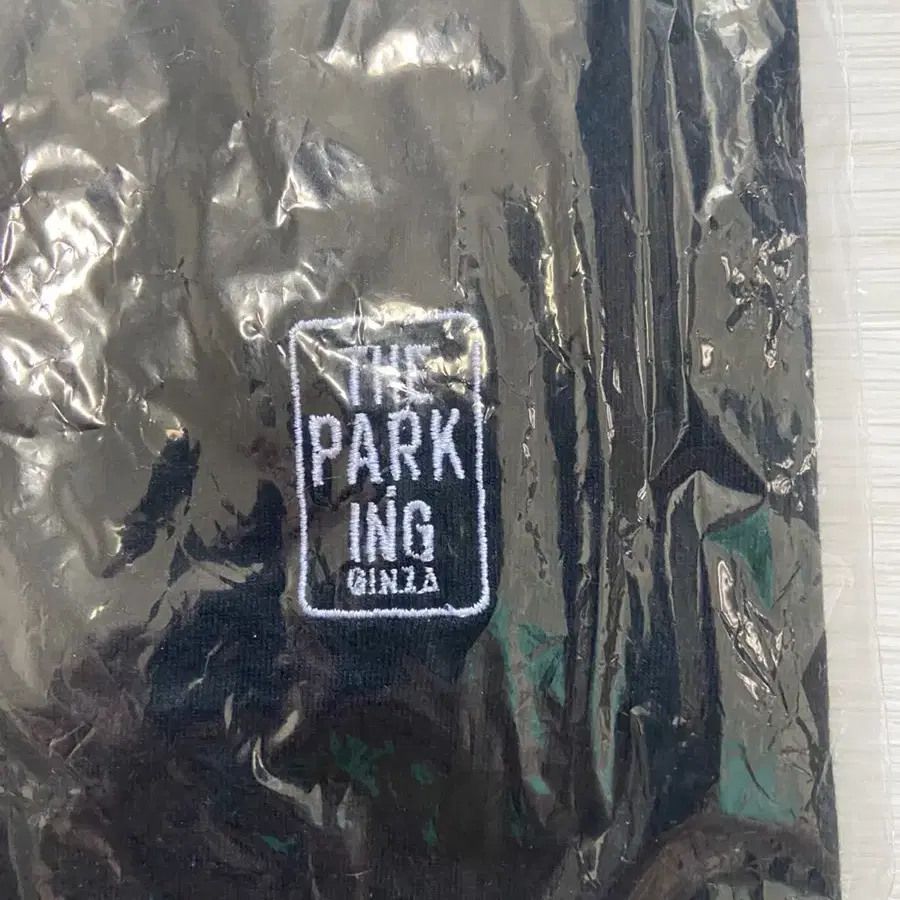 THE
PARK
·ING
GINZA